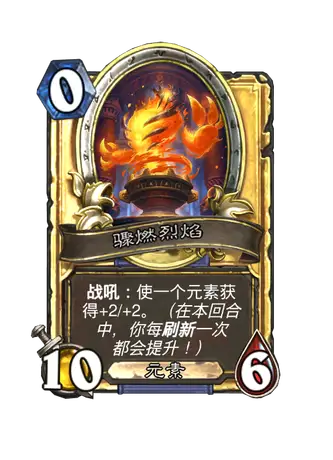 0
骤燃烈焰
战吼：使一个元素获
得+2/+2。（在本回合
中，你每刷新一次
都会提升！）
元素
10
6